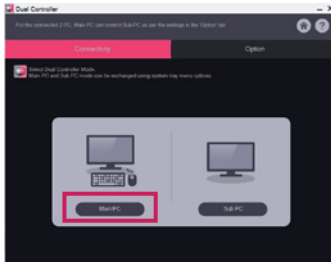 Dual Controller
For the connected 2 PC, Main PC can control Sub PC as per the settings in the 'Option' tab
Connectivity
Option
Select Dual Controller Mode.
Main PC and Sub PC mode can be exchanged using system tray menu options.
Main PC
Sub PC